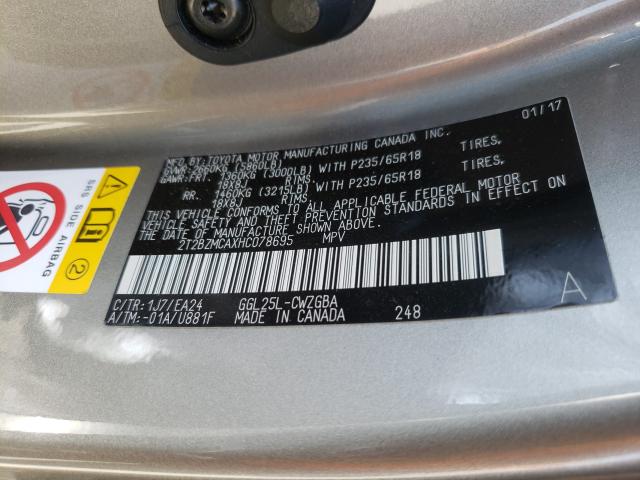 MFD. BY: TOYOTA MOTOR MANUFACTURING CANADA INC. 01/17
GVWR: 2660KG (5860LB)
GAWR: FRT. 1360KG (3000LB) WITH P235/65R18 TIRES,
18X8J RIMS
RR. 1460KG (3215LB) WITH P235/65R18 TIRES,
18X8J RIMS
THIS VEHICLE CONFORMS TO ALL APPLICABLE FEDERAL MOTOR
VEHICLE SAFETY AND THEFT PREVENTION STANDARDS IN EFFECT ON
THE DATE OF MANUFACTURE SHOWN ABOVE.
2T2BZMCAXHC078695 MPV
C/TR: 1J7/EA24 GGL25L-CWZGBA A
A/TM: -01A/U881F MADE IN CANADA 248
SRS SIDE AIRBAG
2